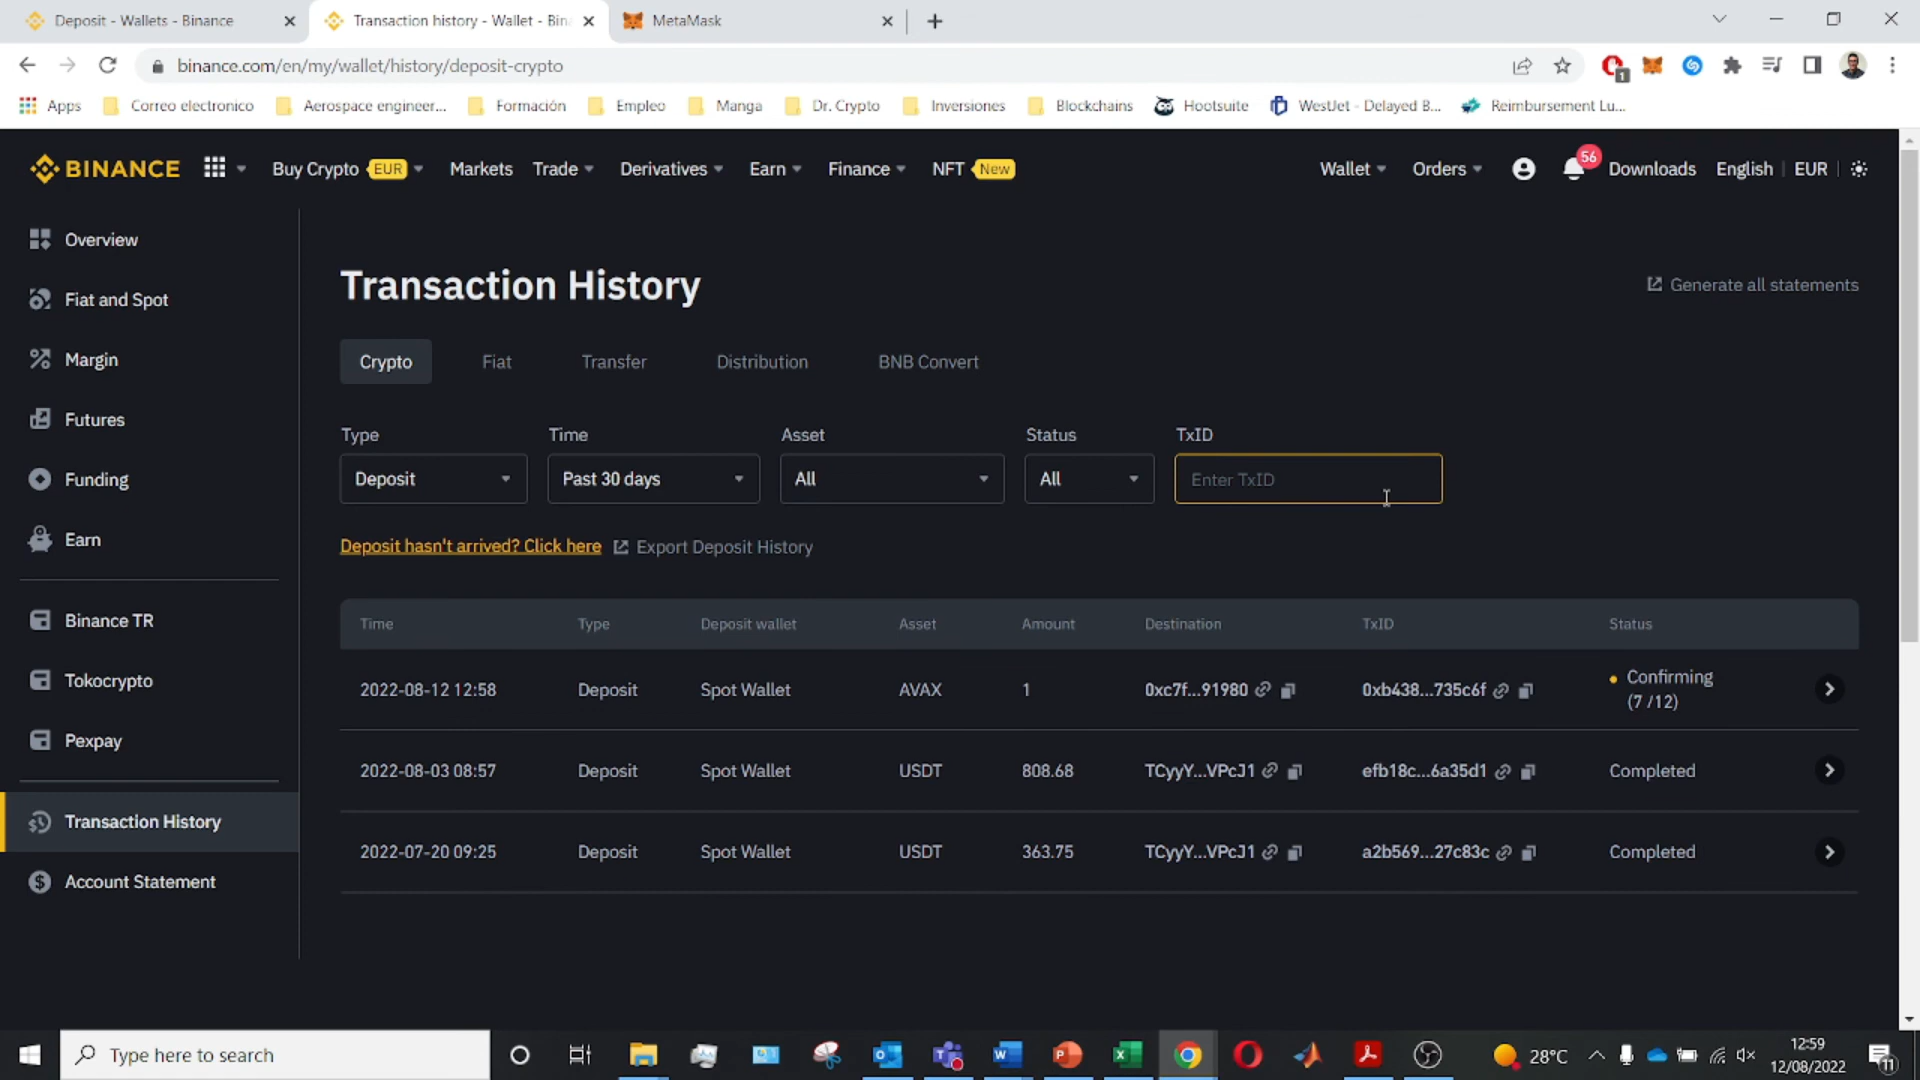 Deposit - Wallets - Binance
Transaction history - Wallet - Bin
MetaMask
binance.com/en/my/wallet/history/deposit-crypto
1
Apps
Correo electronico
Aerospace engineer...
Formación
Empleo
Manga
Dr. Crypto
Inversiones
Blockchains
Hootsuite
WestJet - Delayed B...
Reimbursement Lu...
BINANCE
Buy Crypto EUR
Markets
Trade
Derivatives
Earn
Finance
NFT New
Wallet
Orders
56
Downloads
English
EUR
Overview
Fiat and Spot
Margin
Futures
Funding
Earn
Binance TR
Tokocrypto
Pexpay
Transaction History
Account Statement
Transaction History
Generate all statements
Crypto Fiat Transfer Distribution BNB Convert
Type Time Asset Status TxID
Deposit Past 30 days All All Enter TxID
Deposit hasn't arrived? Click here Export Deposit History
Time Type Deposit wallet Asset Amount Destination TxID Status
2022-08-12 12:58 Deposit Spot Wallet AVAX 1 0xc7f...91980 0xb438...735c6f Confirming
(7 /12)
2022-08-03 08:57 Deposit Spot Wallet USDT 808.68 TCyyY...VPcJ1 efb18c...6a35d1 Completed
2022-07-20 09:25 Deposit Spot Wallet USDT 363.75 TCyyY...VPcJ1 a2b569...27c83c Completed
Type here to search
28°C
12:59
12/08/2022
11